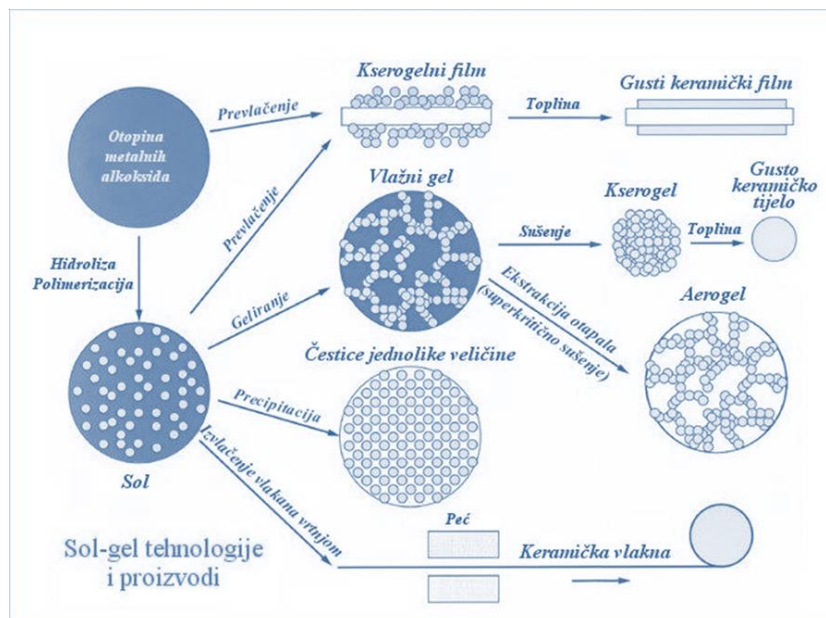 Kserogelni film
Gusti keramički film
Prevlačenje
Toplina
Otopina
metalnih
alkoksida
Vlažni gel
Gusto
keramičko
tijelo
Kserogel
Prevlačenje
Sušenje
Toplina
Hidroliza
Polimerizacija
Geliranje
Ekstrakcija otapala
(superkritično sušenje)
Aerogel
Čestice jednolike veličine
Precipitacija
Izvlačenje vlakana vrtnjom
Sol
Peć
Keramička vlakna
Sol-gel tehnologije
i proizvodi